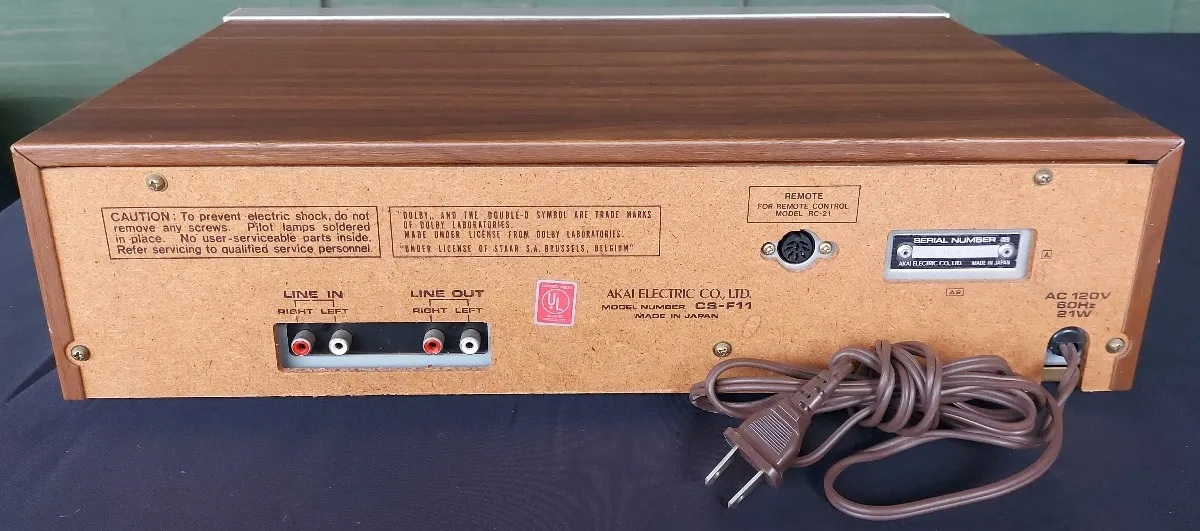 CAUTION: To prevent electric shock, do not
remove any screws. Pilot lamps soldered
in place. No user-serviceable parts inside.
Refer servicing to qualified service personnel.
"DOLBY„ AND THE DOUBLE-D SYMBOL ARE TRADE MARKS
OF DOLBY LABORATORIES.
MADE UNDER LICENSE FROM DOLBY LABORATORIES.
"UNDER LICENSE OF STAAR S.A. BRUSSELS, BELGIUM"
REMOTE
FOR REMOTE CONTROL
MODEL RC-21
SERIAL NUMBER
AKAI ELECTRIC CO., LTD. MADE IN JAPAN
A
LINE IN
RIGHT LEFT
LINE OUT
RIGHT LEFT
UL
AKAI ELECTRIC CO., LTD.
MODEL NUMBER CS-F11
MADE IN JAPAN
AC 120V
60Hz
21W